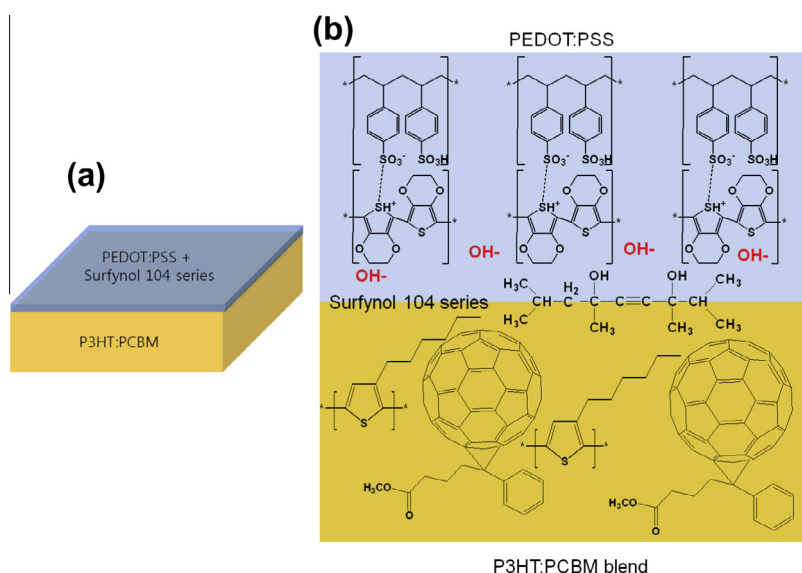 (a)
PEDOT:PSS +
Surfynol 104 series
P3HT:PCBM
(b)
PEDOT:PSS
* * * * * *
SO3- SO3H SO3- SO3H SO3- SO3H
O O O O O O
* SH+ * * SH+ * * SH+ *
S S S
O O O O O O
OH- OH- OH- OH-
H3C H2 OH OH CH3
Surfynol 104 series
CH-C-C-C≡C-C-CH
H3C CH3 CH3 CH3
* S *
* S *
H3CO
O
H3CO
O
P3HT:PCBM blend